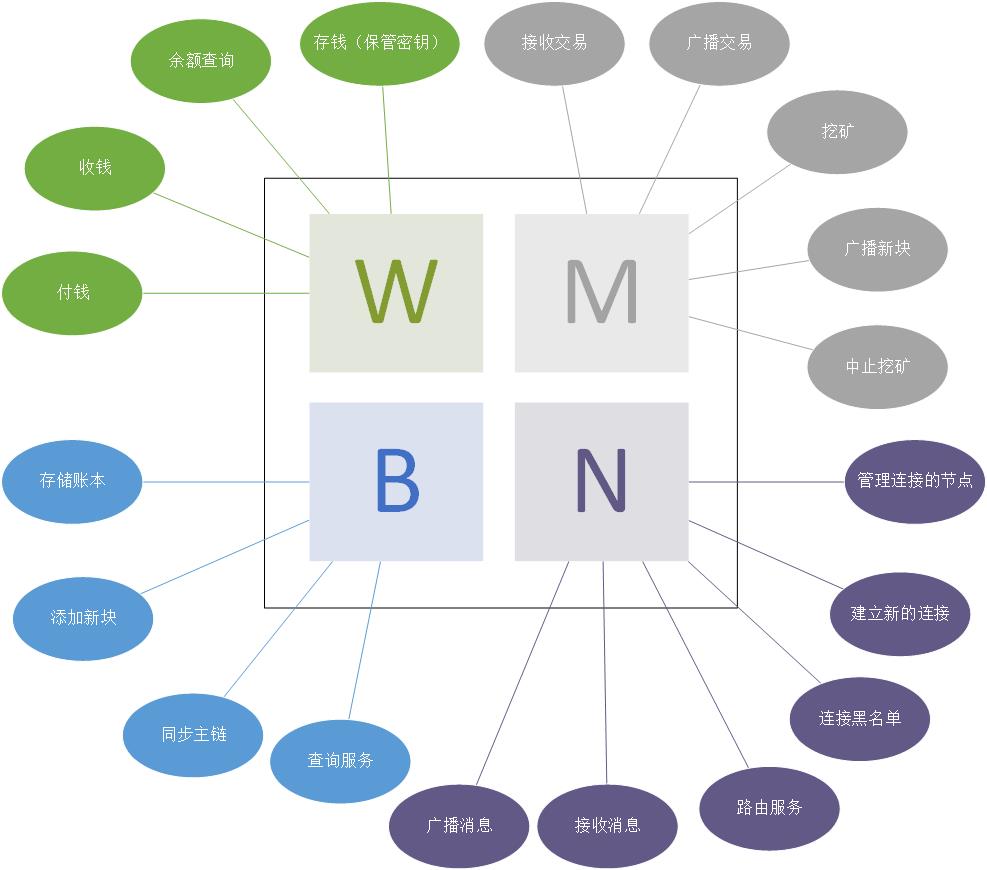 余额查询
存钱（保管密钥）
接收交易
广播交易
收钱
挖矿
付钱
广播新块
W
M
中止挖矿
存储账本
B
N
管理连接的节点
添加新块
建立新的连接
同步主链
查询服务
连接黑名单
广播消息
接收消息
路由服务